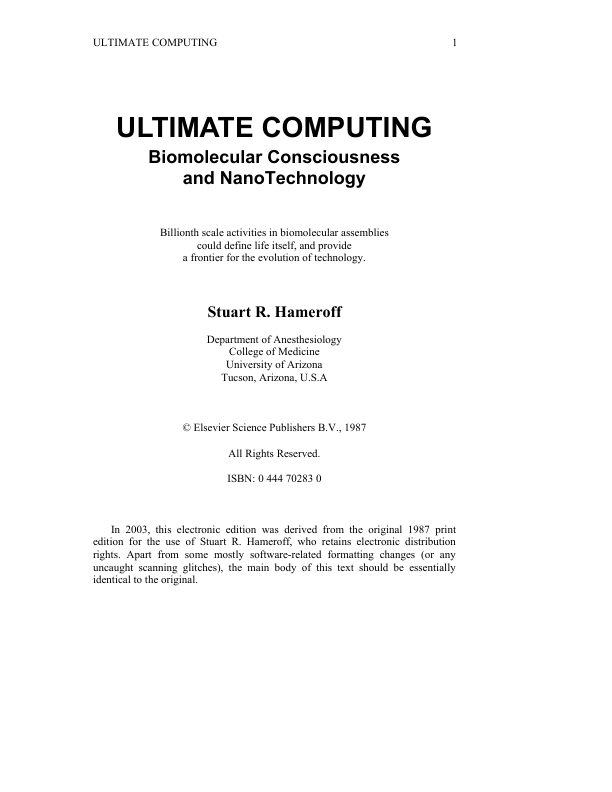 ULTIMATE COMPUTING 1
ULTIMATE COMPUTING
Biomolecular Consciousness
and NanoTechnology
Billionth scale activities in biomolecular assemblies
could define life itself, and provide
a frontier for the evolution of technology.
Stuart R. Hameroff
Department of Anesthesiology
College of Medicine
University of Arizona
Tucson, Arizona, U.S.A
© Elsevier Science Publishers B.V., 1987
All Rights Reserved.
ISBN: 0 444 70283 0
In 2003, this electronic edition was derived from the original 1987 print
edition for the use of Stuart R. Hameroff, who retains electronic distribution
rights. Apart from some mostly software-related formatting changes (or any
uncaught scanning glitches), the main body of this text should be essentially
identical to the original.